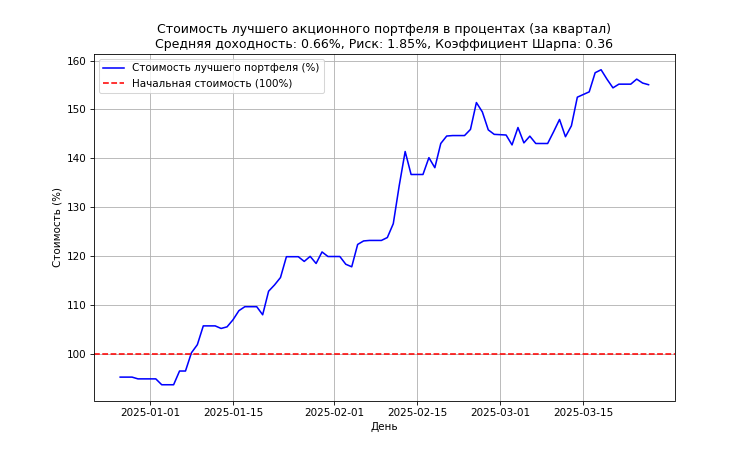 Стоимость лучшего акционного портфеля в процентах (за квартал)
Средняя доходность: 0.66%, Риск: 1.85%, Коэффициент Шарпа: 0.36
Стоимость лучшего портфеля (%)
Начальная стоимость (100%)
Стоимость (%)
160
150
140
130
120
110
100
2025-01-01 2025-01-15 2025-02-01 2025-02-15 2025-03-01 2025-03-15
День